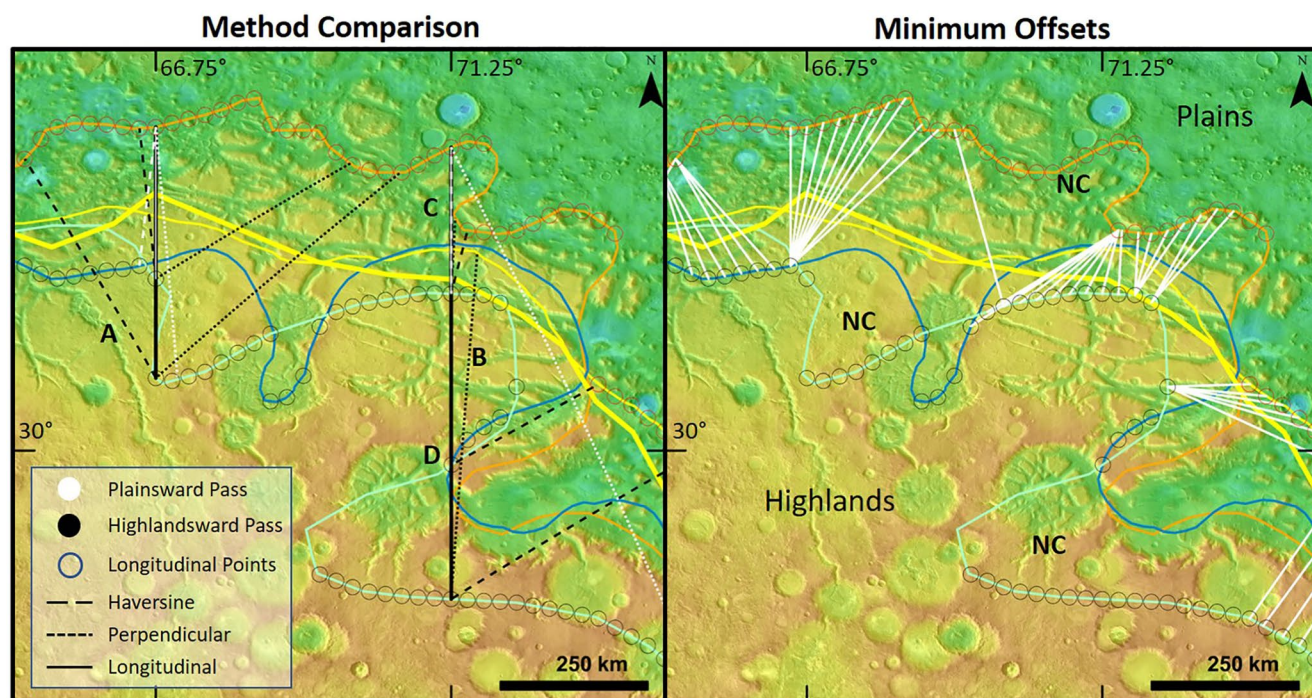 Method Comparison
66.75°
71.25°
N
C
A
B
30°
D
Plainsward Pass
Highlandsward Pass
Longitudinal Points
Haversine
Perpendicular
Longitudinal
250 km
Minimum Offsets
66.75°
71.25°
N
Plains
NC
NC
30°
Highlands
NC
250 km